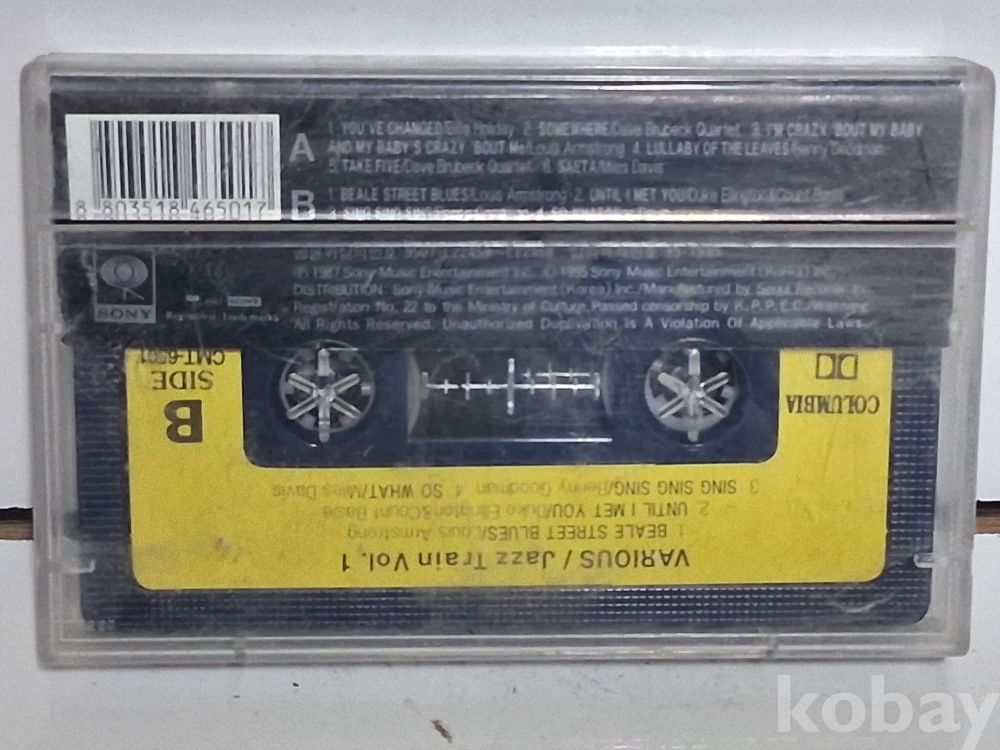 A
1. YOU'VE CHANGED/Billie Holiday 2. SOMEWHERE/Dave Brubeck Quartet 3. I'M CRAZY 'BOUT MY BABY
AND MY BABY'S CRAZY 'BOUT Me/Louis Armstrong 4. LULLABY OF THE LEAVES/Benny Goodman
5. TAKE FIVE/Dave Brubeck Quartet 6. SAETA/Miles Davis
B
1. BEALE STREET BLUES/Louis Armstrong 2. UNTIL I MET YOU/Duke Ellington&Count Basie
8 803518 465017
℗ 1987 Sony Music Entertainment Inc. © 1995 Sony Music Entertainment (Korea) Inc.
DISTRIBUTION : Sony Music Entertainment (Korea) Inc./Manufactured by Seoul Records Inc.
Registration No. 22 to the Ministry of Culture. Passed censorship by K.P.P.E.C./Warning
All Rights Reserved. Unauthorized Duplication Is A Violation Of Applicable Laws.
SONY
Registered Trademarks
VARIOUS / Jazz Train Vol. 1
1. BEALE STREET BLUES/Louis Armstrong
2. UNTIL I MET YOU/Duke Ellington&Count Basie
3. SING SING SING/Benny Goodman 4. SO WHAT/Miles Davis
COLUMBIA
B
SIDE
CMT-6501
kobay